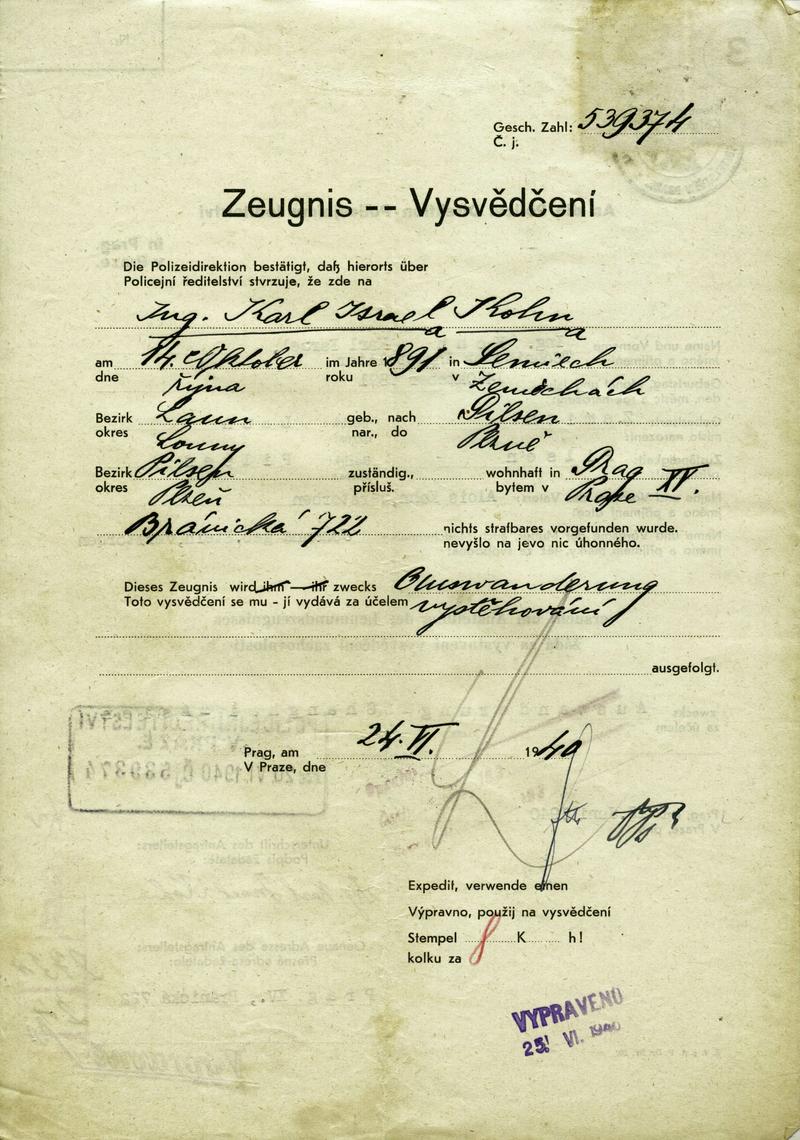 Gesch. Zahl: 539374
Č. j.
Zeugnis -- Vysvědčení
Die Polizeidirektion bestätigt, daß hierorts über
Policejní ředitelství stvrzuje, že zde na
Ing. Karl Israel Kohn
a a
am 14. Oktober im Jahre 1891 in Semiech
dne října roku v Zeměchách
Bezirk Laun geb., nach Pilsen
okres Louny nar., do Plzně
Bezirk Pilsen zuständig., wohnhaft in Prag
okres Plzeň přísluš. bytem v Praze XV.
Bránická 722 nichts strafbares vorgefunden wurde.
nevyšlo na jevo nic úhonného.
Dieses Zeugnis wird ihm — ihr zwecks Auswanderung
Toto vysvědčení se mu - jí vydává za účelem vystěhování
ausgefolgt.
Prag, am 24. VI. 1940
V Praze, dne
Expedit, verwende einen
Výpravno, použij na vysvědčení
Stempel 8 K h!
kolku za
VYPRAVENO
25. VI. 1940